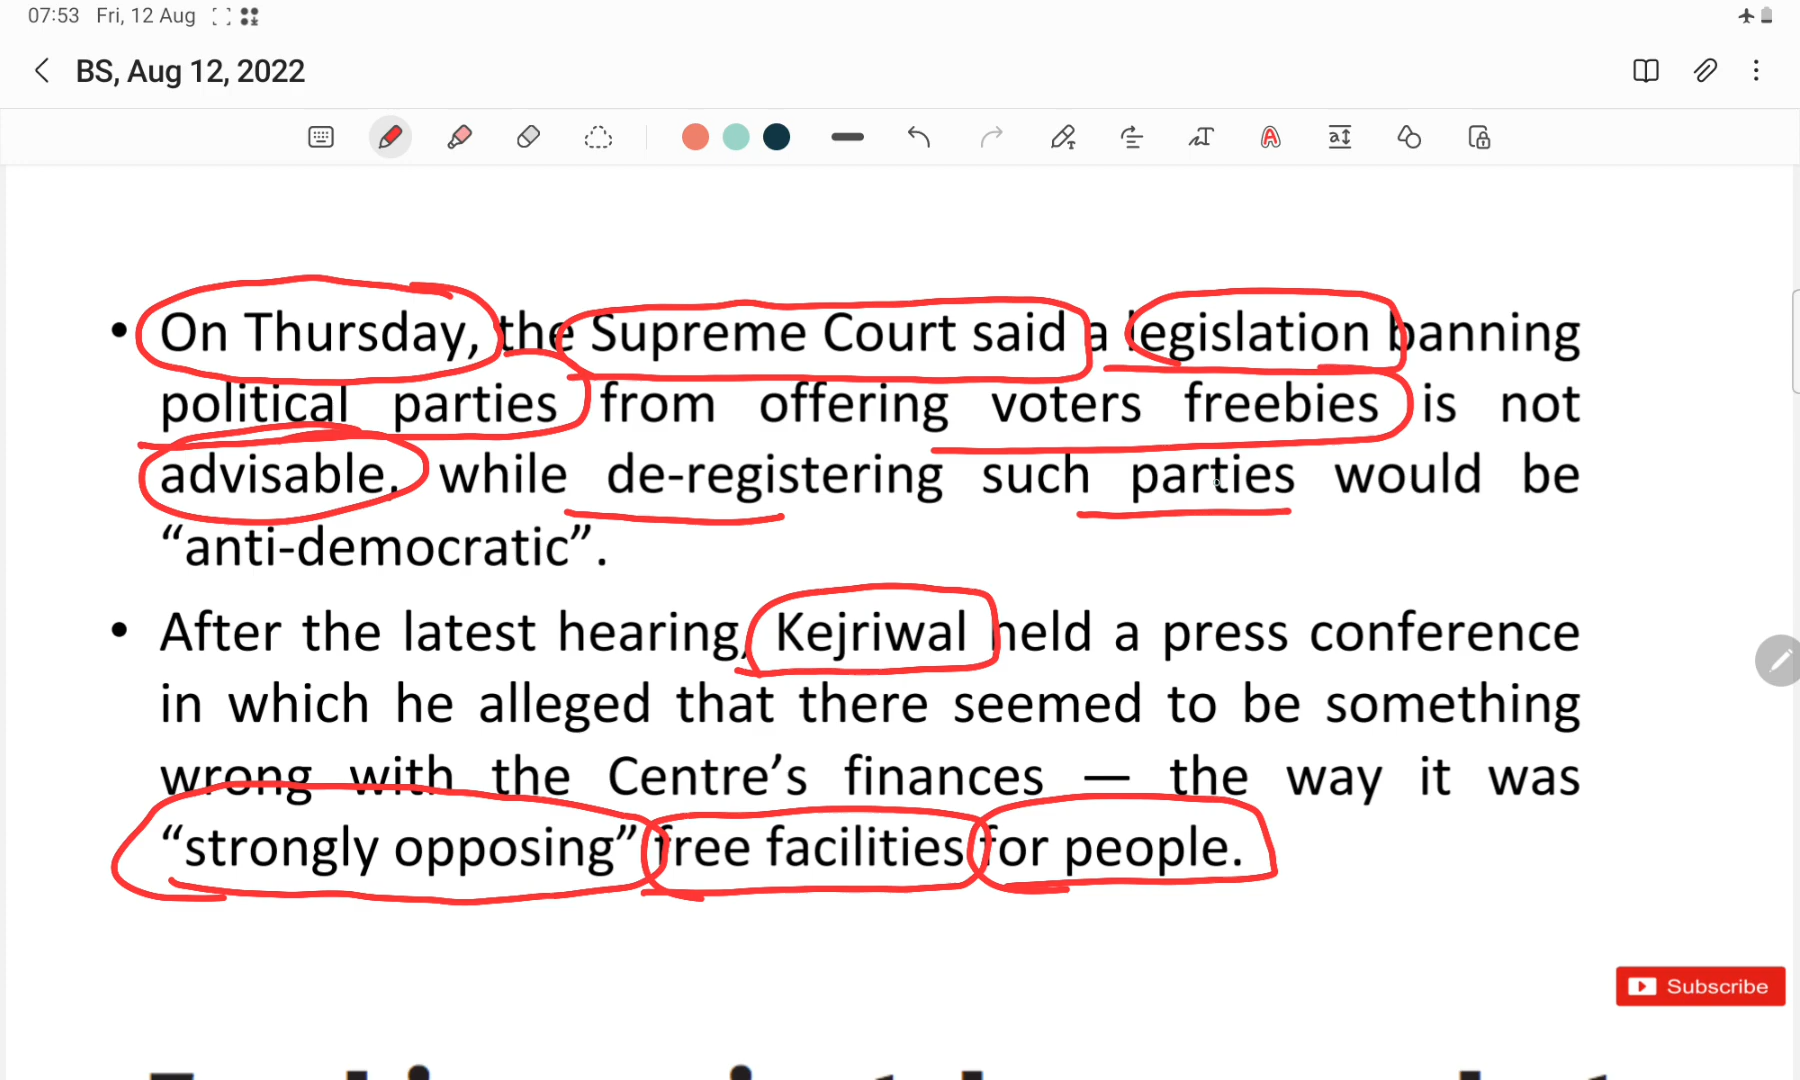 07:53 Fri, 12 Aug
BS, Aug 12, 2022
• On Thursday, the Supreme Court said a legislation banning
political parties from offering voters freebies is not
advisable, while de-registering such parties would be
“anti-democratic”.
• After the latest hearing, Kejriwal held a press conference
in which he alleged that there seemed to be something
wrong with the Centre’s finances — the way it was
“strongly opposing” free facilities for people.
Subscribe